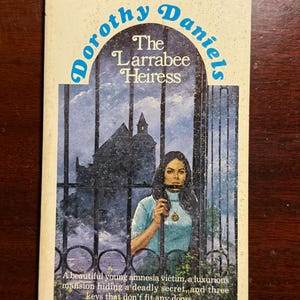 Dorothy Daniels
The
Larrabee
Heiress
A beautiful young amnesia victim, a luxurious
mansion hiding a deadly secret, and three
keys that don't fit any doors